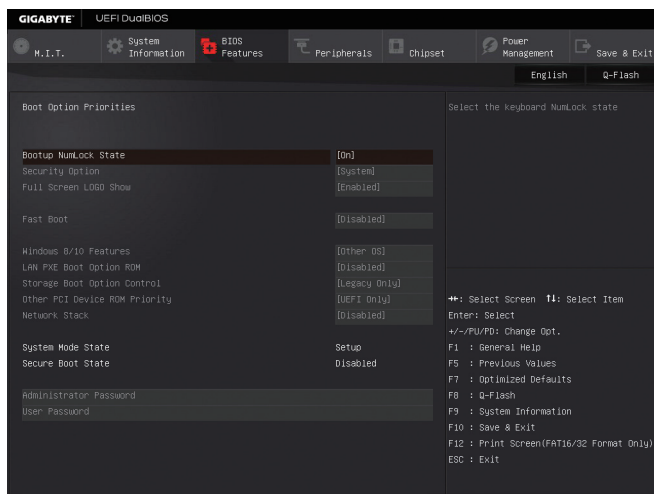 GIGABYTE™ UEFI DualBIOS
M.I.T. System Information BIOS Features Peripherals Chipset Power Management Save & Exit
English Q-Flash
Boot Option Priorities
Select the keyboard NumLock state
Bootup NumLock State [On]
Security Option [System]
Full Screen LOGO Show [Enabled]
Fast Boot [Disabled]
Windows 8/10 Features [Other OS]
LAN PXE Boot Option ROM [Disabled]
Storage Boot Option Control [Legacy Only]
Other PCI Device ROM Priority [UEFI Only]
Network Stack [Disabled]
System Mode State Setup
Secure Boot State Disabled
Administrator Password
User Password
→←: Select Screen ↑↓: Select Item
Enter: Select
+/-/PU/PD: Change Opt.
F1 : General Help
F5 : Previous Values
F7 : Optimized Defaults
F8 : Q-Flash
F9 : System Information
F10 : Save & Exit
F12 : Print Screen(FAT16/32 Format Only)
ESC : Exit